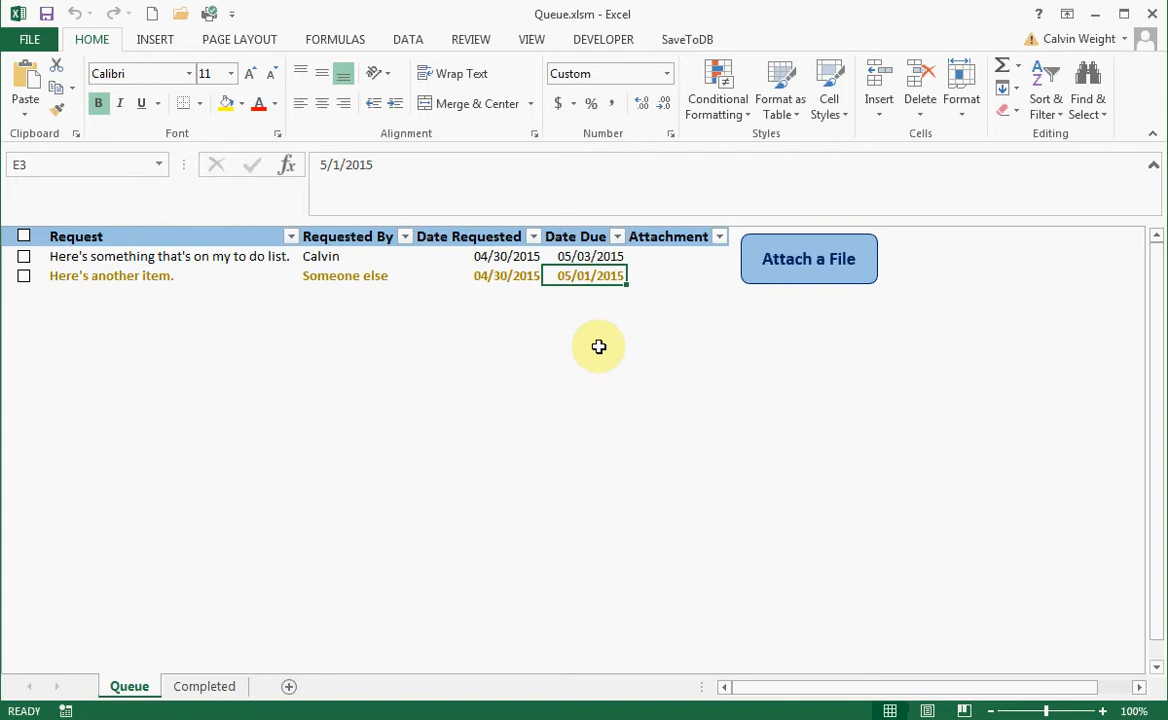 Queue.xlsm - Excel
?
FILE HOME INSERT PAGE LAYOUT FORMULAS DATA REVIEW VIEW DEVELOPER SaveToDB Calvin Weight
Paste
Calibri 11
B I U
Wrap Text
Merge & Center
Custom
$ %
Conditional Formatting
Format as Table
Cell Styles
Insert
Delete
Format
Sort & Filter
Find & Select
Clipboard Font Alignment Number Styles Cells Editing
E3 fx 5/1/2015
Request Requested By Date Requested Date Due Attachment
Here's something that's on my to do list. Calvin 04/30/2015 05/03/2015
Here's another item. Someone else 04/30/2015 05/01/2015
Attach a File
Queue Completed
READY 100%